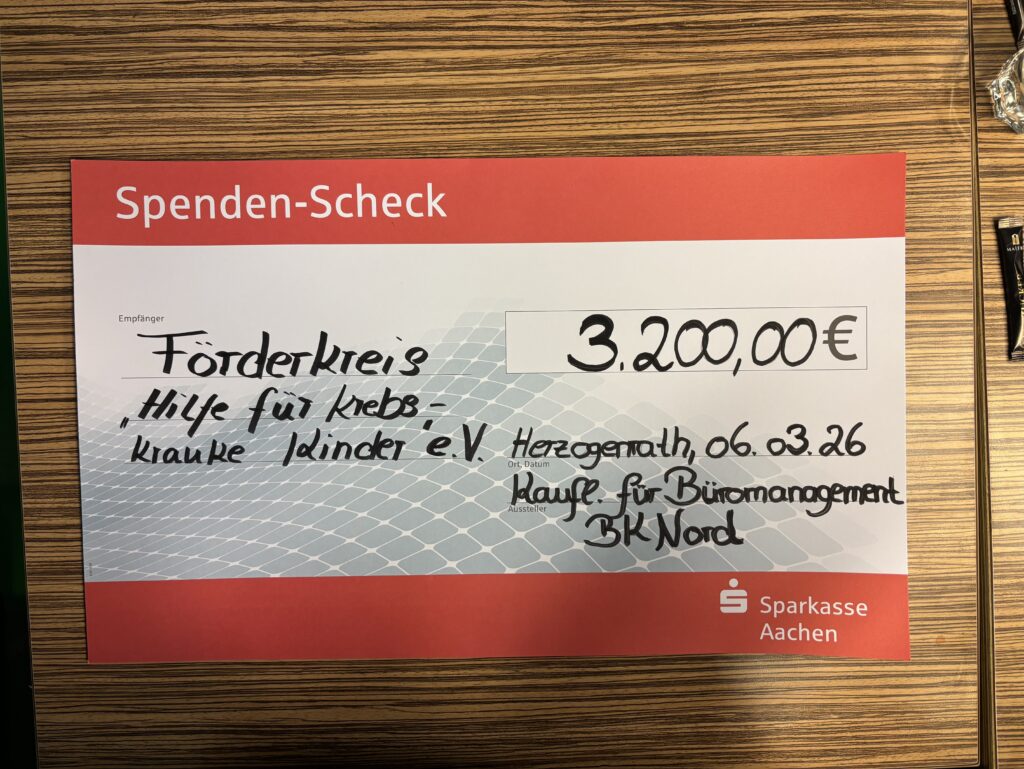 Spenden-Scheck
Empfänger
Förderkreis
3.200,00 €
"Hilfe für krebs,-
kranke Kinder e.V.
Herzogenrath, 06.03.26
Ort, Datum
Kaufl. für Büromanagement
Aussteller
BK Nord
Sparkasse
Aachen